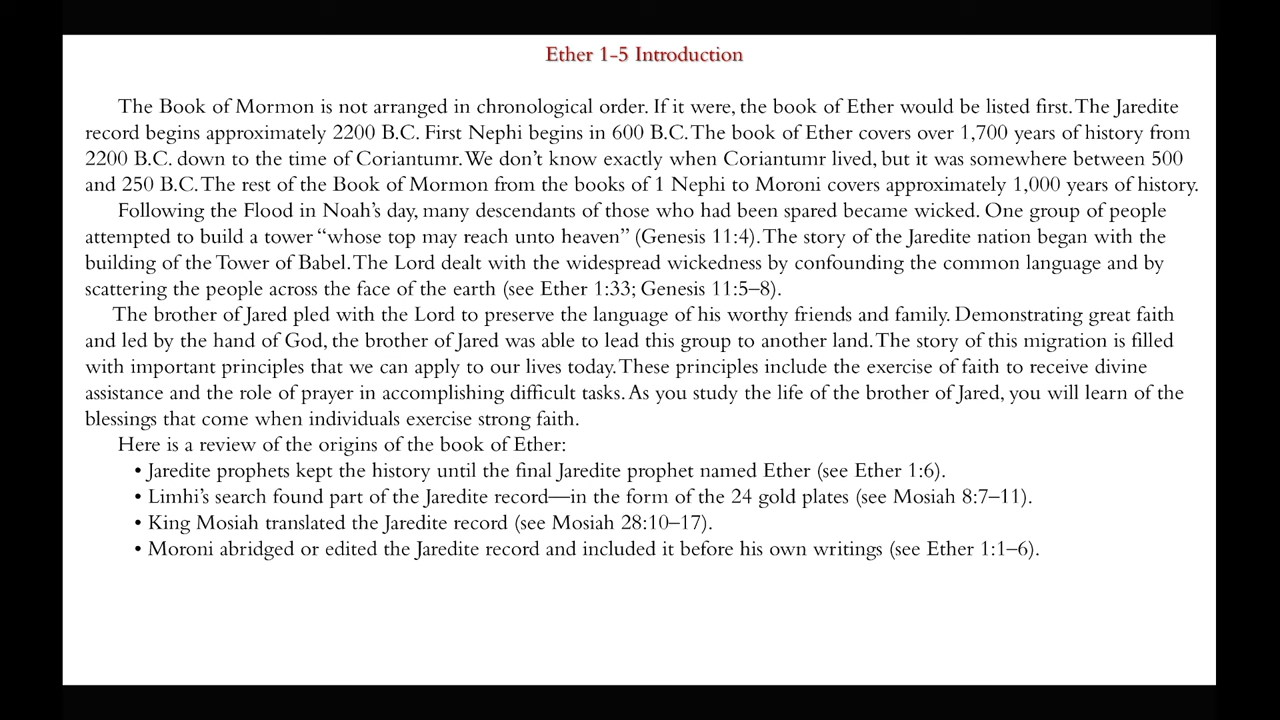 Ether 1-5 Introduction
The Book of Mormon is not arranged in chronological order. If it were, the book of Ether would be listed first. The Jaredite
record begins approximately 2200 B.C. First Nephi begins in 600 B.C. The book of Ether covers over 1,700 years of history from
2200 B.C. down to the time of Coriantumr. We don’t know exactly when Coriantumr lived, but it was somewhere between 500
and 250 B.C. The rest of the Book of Mormon from the books of 1 Nephi to Moroni covers approximately 1,000 years of history.
Following the Flood in Noah’s day, many descendants of those who had been spared became wicked. One group of people
attempted to build a tower “whose top may reach unto heaven” (Genesis 11:4). The story of the Jaredite nation began with the
building of the Tower of Babel. The Lord dealt with the widespread wickedness by confounding the common language and by
scattering the people across the face of the earth (see Ether 1:33; Genesis 11:5–8).
The brother of Jared pled with the Lord to preserve the language of his worthy friends and family. Demonstrating great faith
and led by the hand of God, the brother of Jared was able to lead this group to another land. The story of this migration is filled
with important principles that we can apply to our lives today. These principles include the exercise of faith to receive divine
assistance and the role of prayer in accomplishing difficult tasks. As you study the life of the brother of Jared, you will learn of the
blessings that come when individuals exercise strong faith.
Here is a review of the origins of the book of Ether:
• Jaredite prophets kept the history until the final Jaredite prophet named Ether (see Ether 1:6).
• Limhi’s search found part of the Jaredite record—in the form of the 24 gold plates (see Mosiah 8:7–11).
• King Mosiah translated the Jaredite record (see Mosiah 28:10–17).
• Moroni abridged or edited the Jaredite record and included it before his own writings (see Ether 1:1–6).